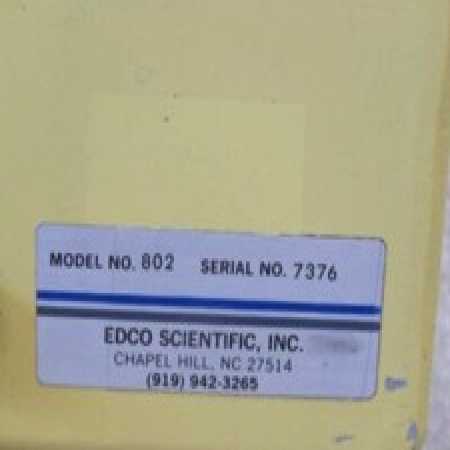 MODEL NO. 802 SERIAL NO. 7376
EDCO SCIENTIFIC, INC.
CHAPEL HILL, NC 27514
(919) 942-3265